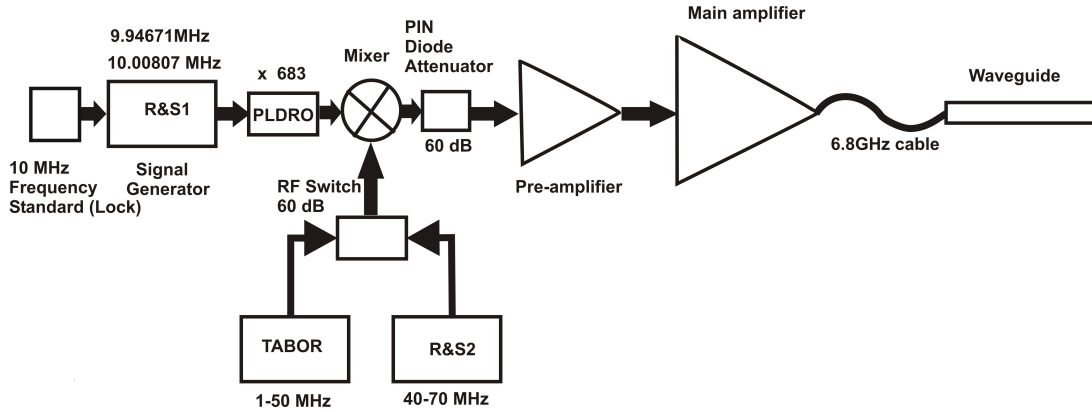 9.94671MHz
10.00807 MHz
R&S1
10 MHz
Frequency
Standard (Lock)
Signal
Generator
x 683
PLDRO
Mixer
PIN
Diode
Attenuator
60 dB
RF Switch
60 dB
TABOR
1-50 MHz
R&S2
40-70 MHz
Pre-amplifier
Main amplifier
6.8GHz cable
Waveguide